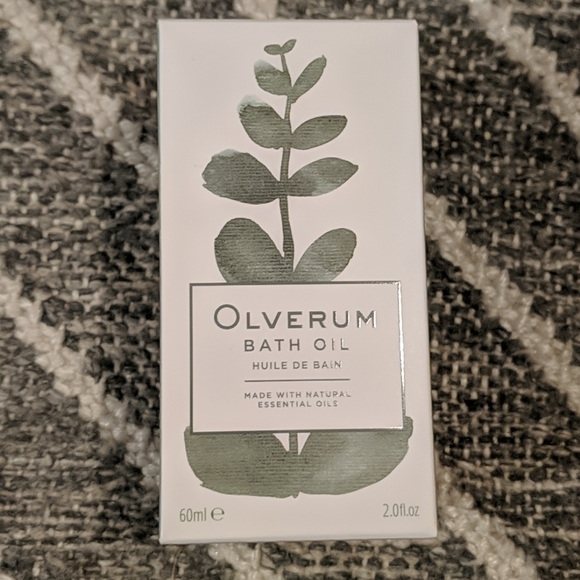 OLVERUM
BATH OIL
HUILE DE BAIN
MADE WITH NATURAL
ESSENTIAL OILS
60ml ℮ 2.0fl.oz